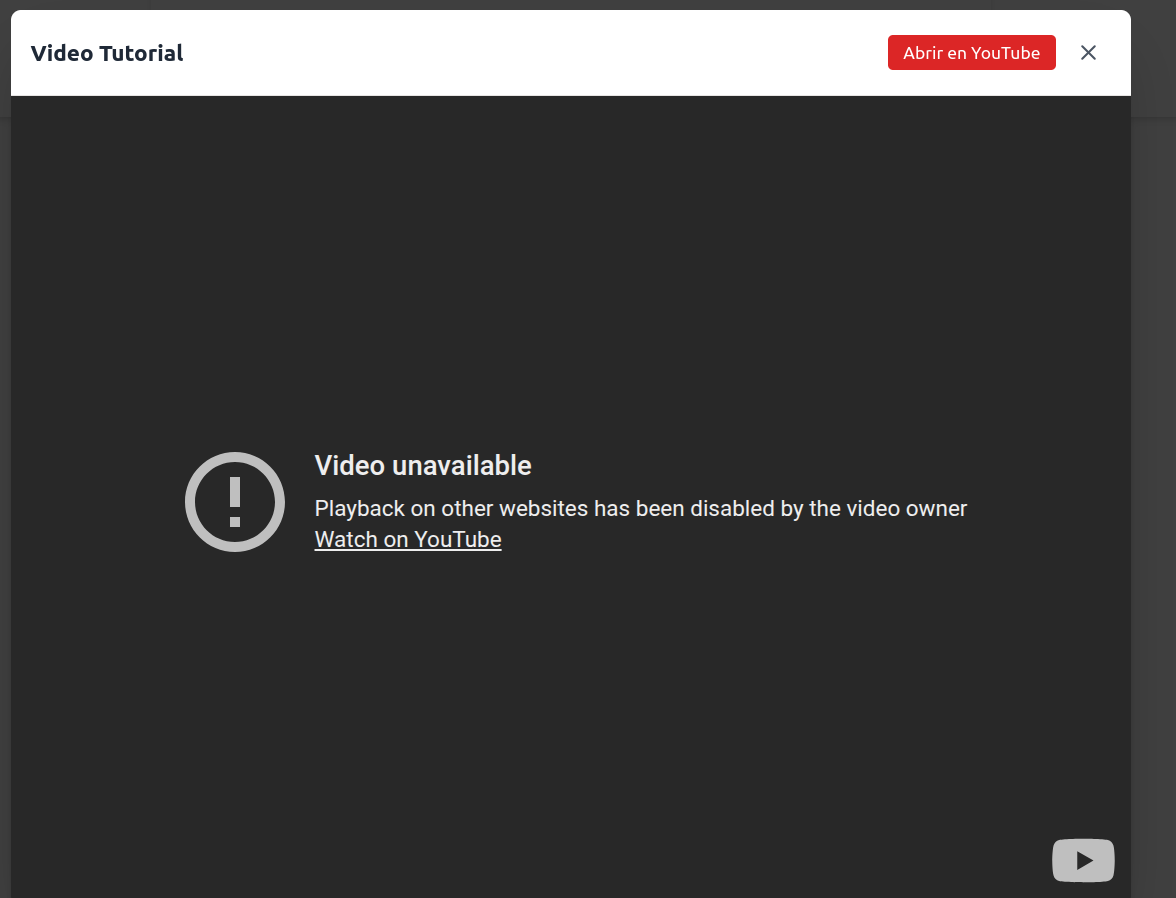 Video Tutorial
Abrir en YouTube
Video unavailable
Playback on other websites has been disabled by the video owner
Watch on YouTube